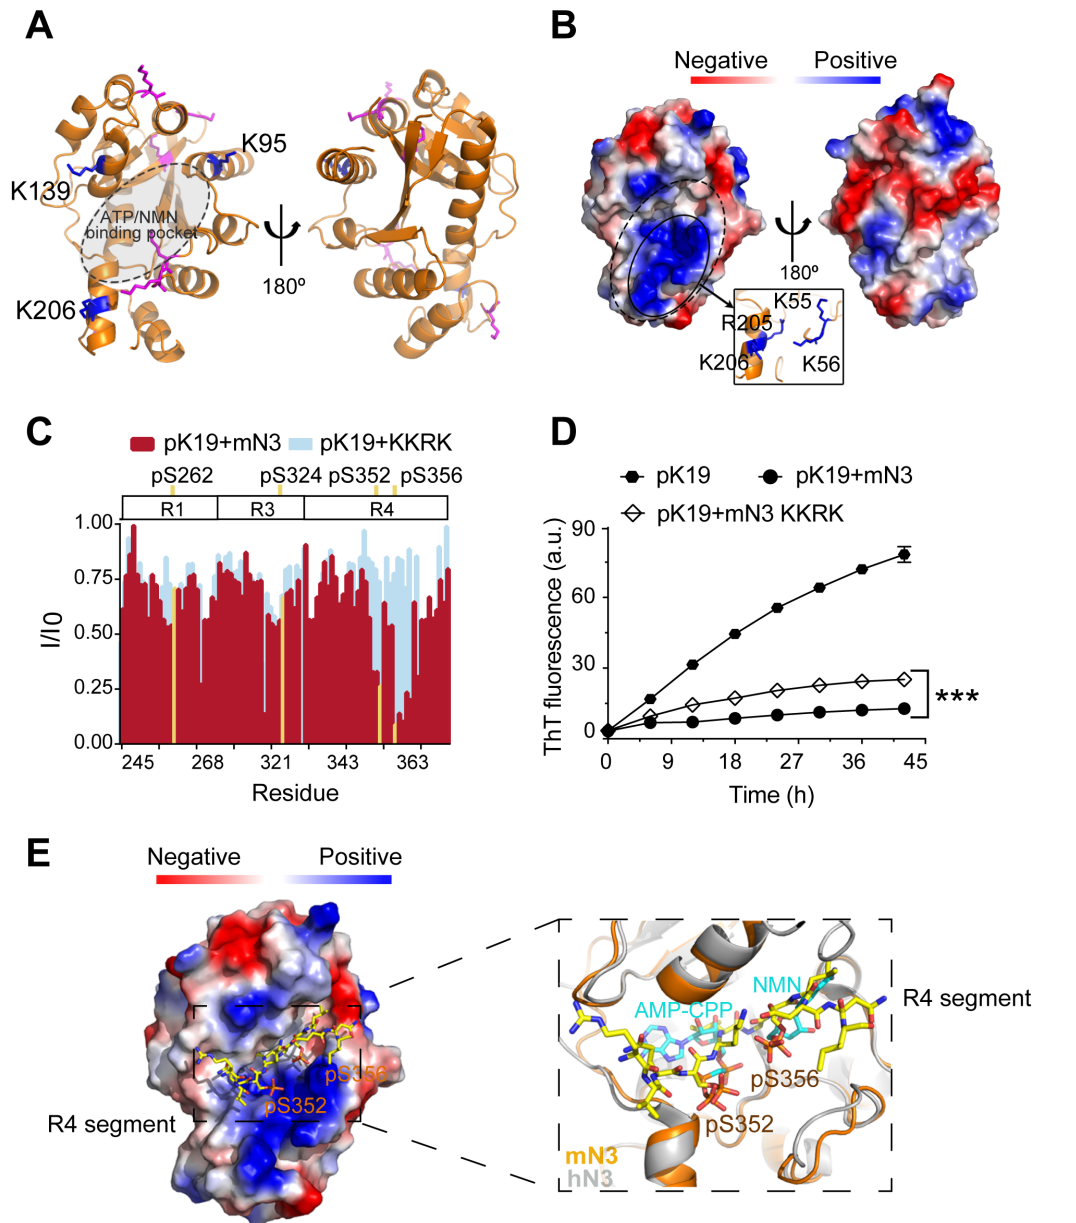 A
K95
K139
ATP/NMN
binding pocket
K206
180º
B
Negative
Positive
180º
K55
R205
K206
K56
C
pK19+mN3
pK19+KKRK
pS262
pS324
pS352
pS356
R1
R3
R4
1.00
0.75
0.50
0.25
0.00
I/I0
245
268
321
343
363
Residue
D
pK19
pK19+mN3
pK19+mN3 KKRK
90
60
30
0
ThT fluorescence (a.u.)
***
0
9
18
27
36
45
Time (h)
E
Negative
Positive
pS356
pS352
R4 segment
NMN
AMP-CPP
R4 segment
pS356
pS352
mN3
hN3